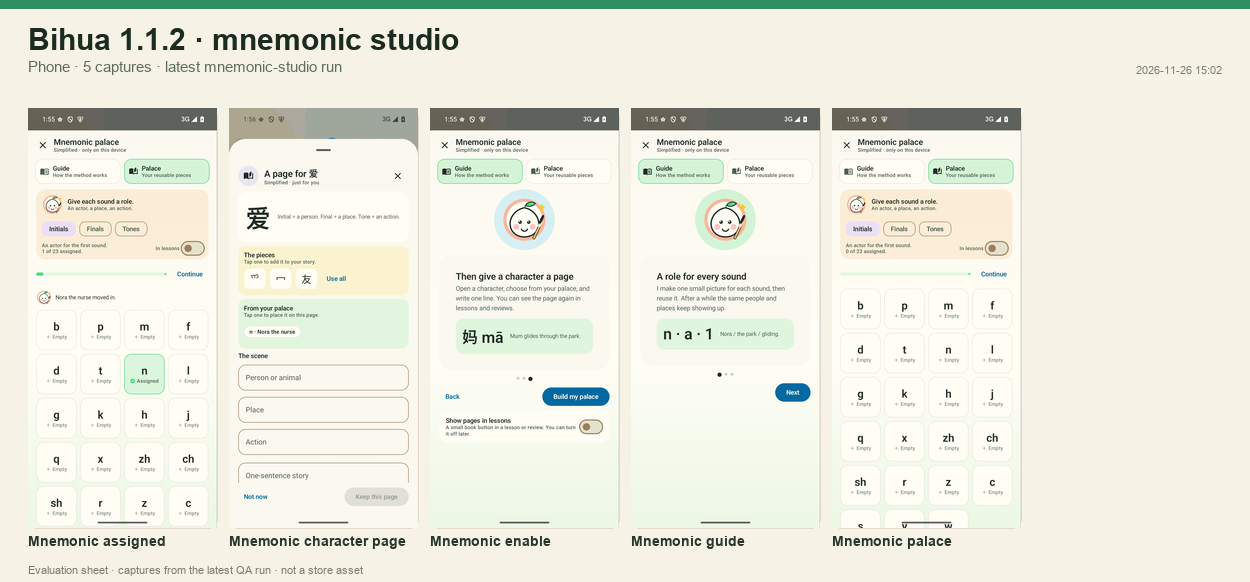 Bihua 1.1.2 · mnemonic studio
Phone · 5 captures · latest mnemonic-studio run
2026-11-26 15:02
1:55
3G
Mnemonic palace
Simplified · only on this device
Guide
How the method works
Palace
Your reusable pieces
Give each sound a role.
An actor, a place, an action.
Initials
Finals
Tones
An actor for the first sound.
1 of 23 assigned.
In lessons
Continue
Nora the nurse moved in.
b
+ Empty
p
+ Empty
m
+ Empty
f
+ Empty
d
+ Empty
t
+ Empty
n
Assigned
l
+ Empty
g
+ Empty
k
+ Empty
h
+ Empty
j
+ Empty
q
+ Empty
x
+ Empty
zh
+ Empty
ch
+ Empty
sh
+ Empty
r
+ Empty
z
+ Empty
c
+ Empty
Mnemonic assigned
1:56
3G
A page for 爱
Simplified · just for you
爱
Initial = a person. Final = a place. Tone = an action.
The pieces
Tap one to add it to your story.
爫
冖
友
Use all
From your palace
Tap one to place it on this page.
n · Nora the nurse
The scene
Person or animal
Place
Action
One-sentence story
Not now
Keep this page
Mnemonic character page
1:55
3G
Mnemonic palace
Simplified · only on this device
Guide
How the method works
Palace
Your reusable pieces
Then give a character a page
Open a character, choose from your palace, and
write one line. You can see the page again in
lessons and reviews.
妈 mā
Mum glides through the park.
Back
Build my palace
Show pages in lessons
A small book button in a lesson or review. You can turn
it off later.
Mnemonic enable
1:55
3G
Mnemonic palace
Simplified · only on this device
Guide
How the method works
Palace
Your reusable pieces
A role for every sound
I make one small picture for each sound, then
reuse it. After a while the same people and
places keep showing up.
n · a · 1
Nora / the park / gliding.
Next
Mnemonic guide
1:55
3G
Mnemonic palace
Simplified · only on this device
Guide
How the method works
Palace
Your reusable pieces
Give each sound a role.
An actor, a place, an action.
Initials
Finals
Tones
An actor for the first sound.
0 of 23 assigned.
In lessons
Continue
b
+ Empty
p
+ Empty
m
+ Empty
f
+ Empty
d
+ Empty
t
+ Empty
n
+ Empty
l
+ Empty
g
+ Empty
k
+ Empty
h
+ Empty
j
+ Empty
q
+ Empty
x
+ Empty
zh
+ Empty
ch
+ Empty
sh
+ Empty
r
+ Empty
z
+ Empty
c
+ Empty
s
y
w
Mnemonic palace
Evaluation sheet · captures from the latest QA run · not a store asset